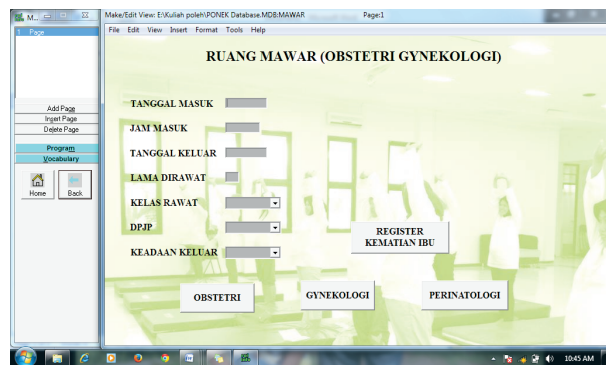 M...
Make/Edit View: E:\Kuliah poleh\PONEK Database.MDB:MAWAR Page:1
File Edit View Insert Format Tools Help
1 Page
Add Page
Insert Page
Delete Page
Program
Vocabulary
Home Back
RUANG MAWAR (OBSTETRI GYNEKOLOGI)
TANGGAL MASUK
JAM MASUK
TANGGAL KELUAR
LAMA DIRAWAT
KELAS RAWAT
DPJP
KEADAAN KELUAR
REGISTER
KEMATIAN IBU
OBSTETRI
GYNEKOLOGI
PERINATOLOGI
10:45 AM